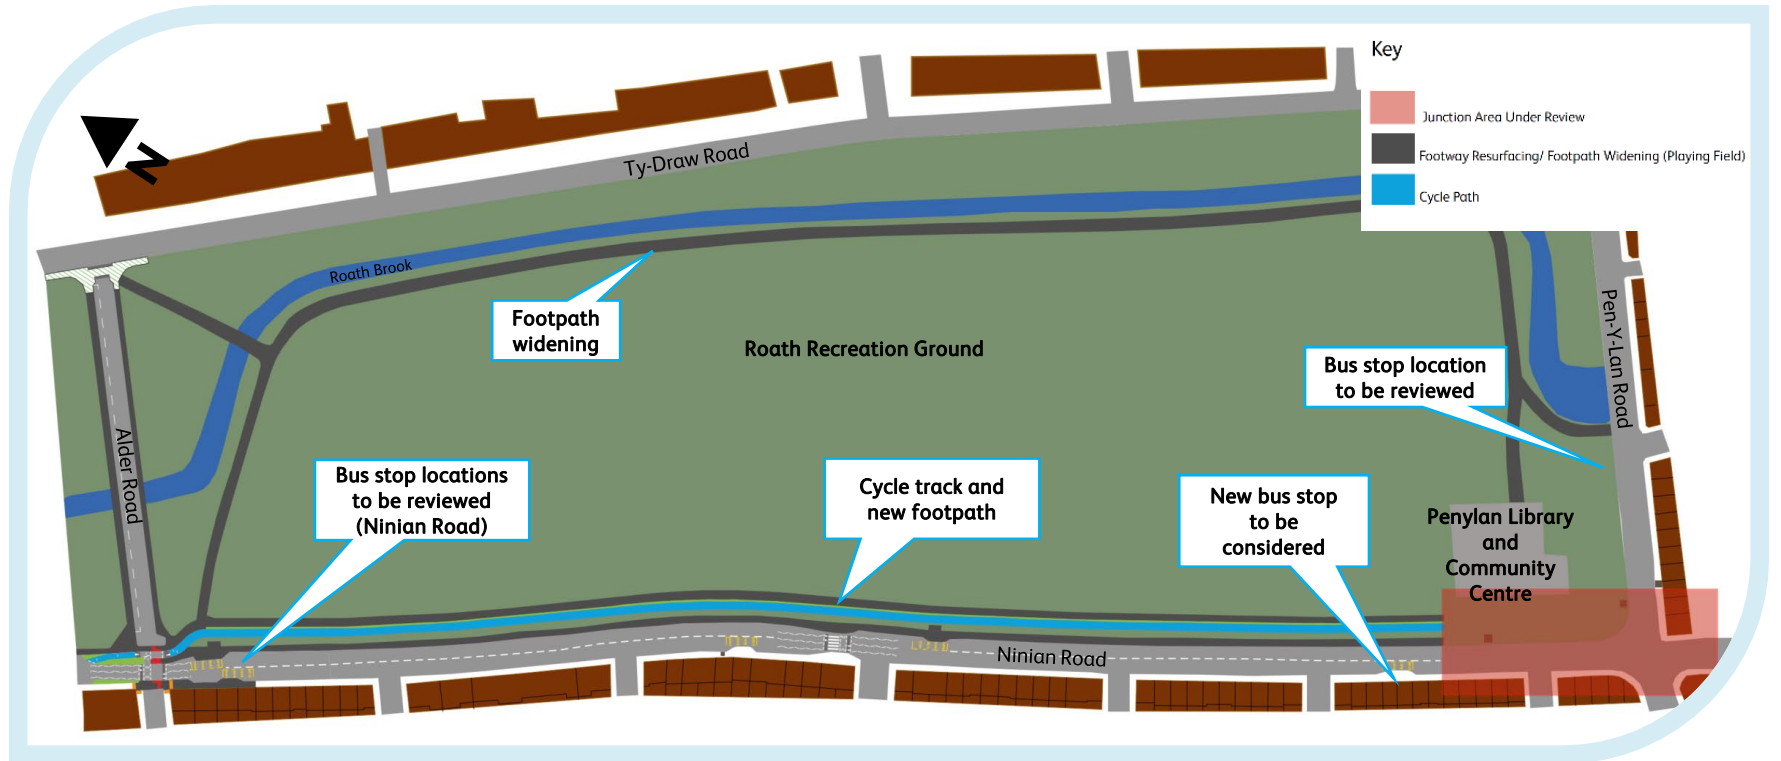 Key
Junction Area Under Review
Footway Resurfacing/ Footpath Widening (Playing Field)
Cycle Path
N
Ty-Draw Road
Roath Brook
Footpath
widening
Roath Recreation Ground
Pen-Y-Lan Road
Bus stop location
to be reviewed
Alder Road
Bus stop locations
to be reviewed
(Ninian Road)
Cycle track and
new footpath
New bus stop
to be
considered
Penylan Library
and
Community
Centre
Ninian Road